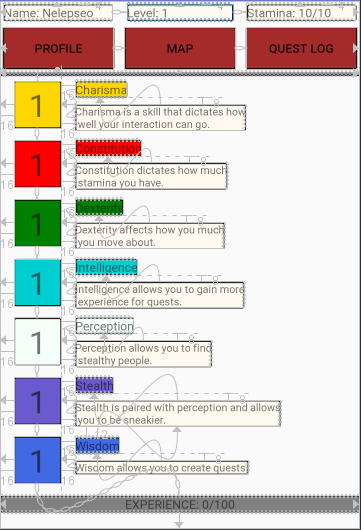 Name: Nelepseo Level: 1 Stamina: 10/10
PROFILE MAP QUEST LOG
1
Charisma
Charisma is a skill that dictates how
well your interaction can go.
1
Constitution
Constitution dictates how much
stamina you have.
1
Dexterity
Dexterity affects how you much
you move about.
1
Intelligence
Intelligence allows you to gain more
experience for quests.
1
Perception
Perception allows you to find
stealthy people.
1
Stealth
Stealth is paired with perception and allows
you to be sneakier.
1
Wisdom
Wisdom allows you to create quests
EXPERIENCE: 0/100